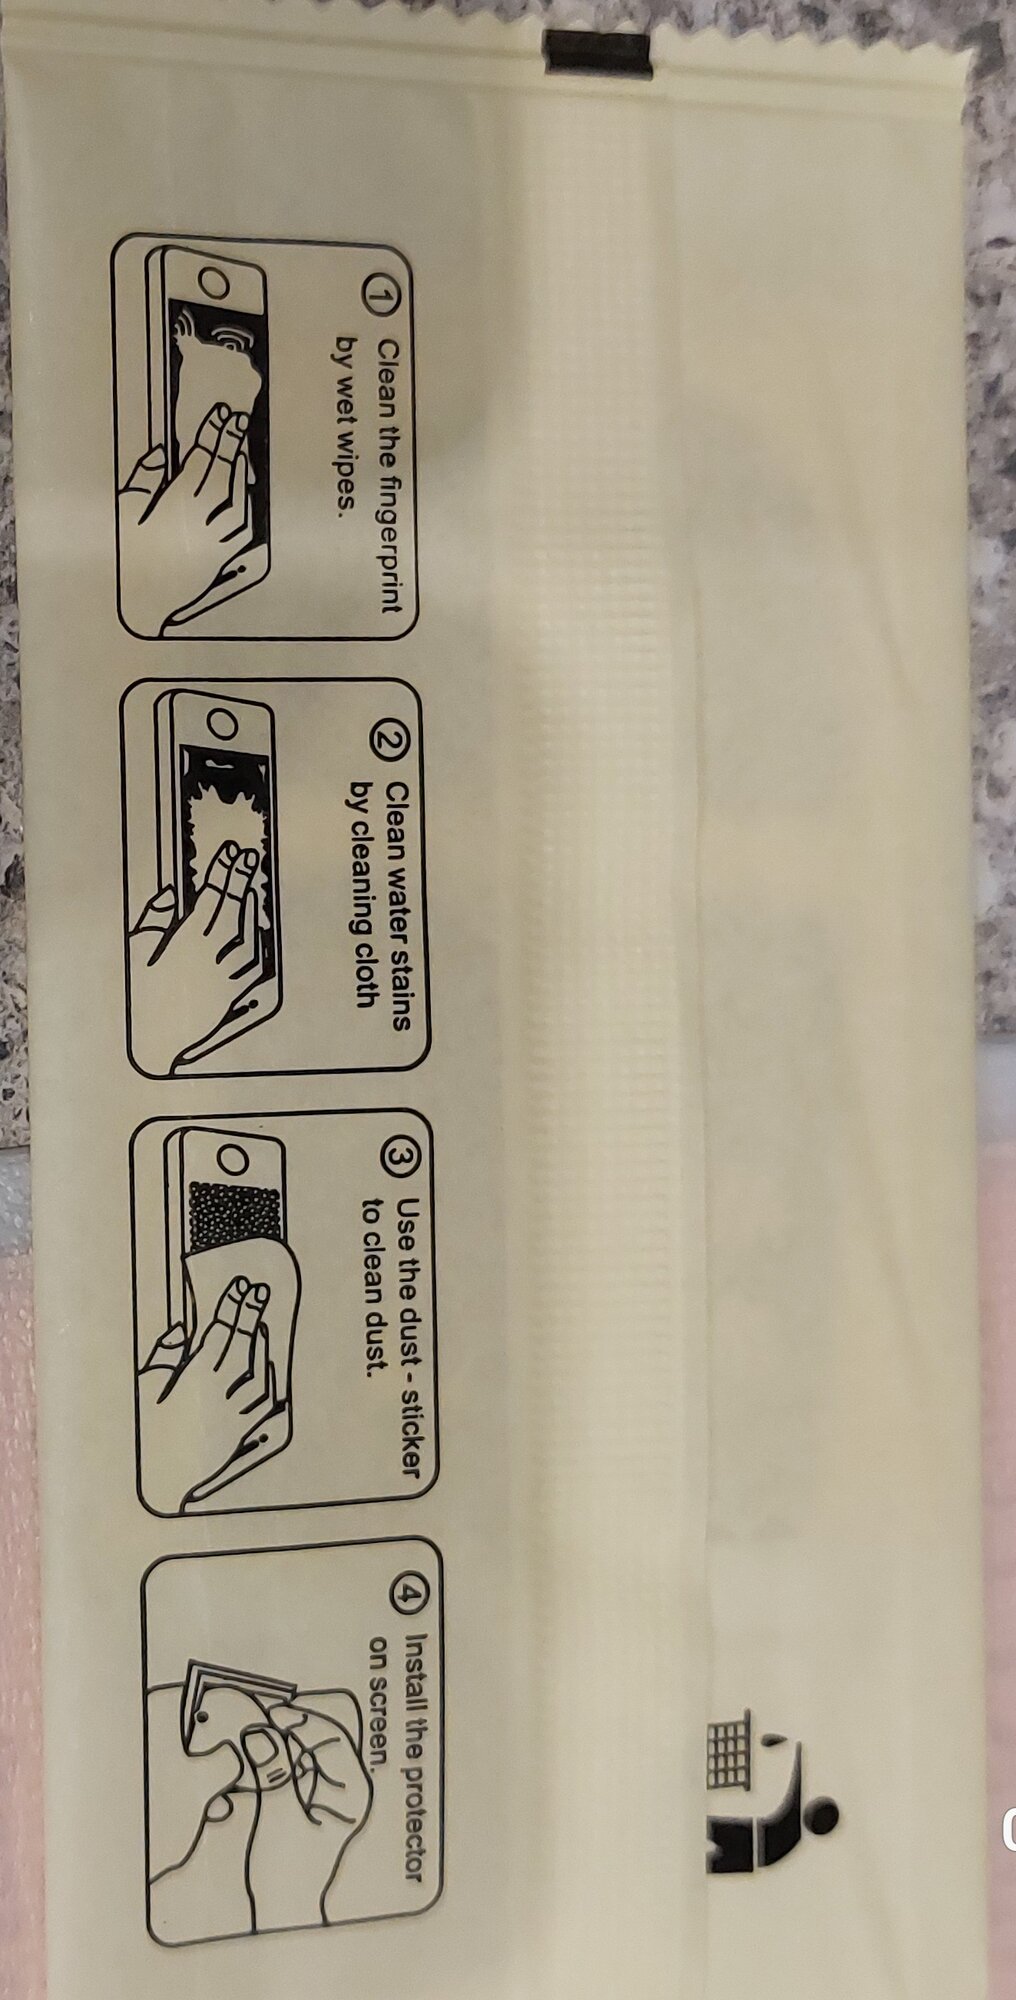 ① Clean the fingerprint
by wet wipes.
② Clean water stains
by cleaning cloth
③ Use the dust - sticker
to clean dust.
④ Install the protector
on screen.